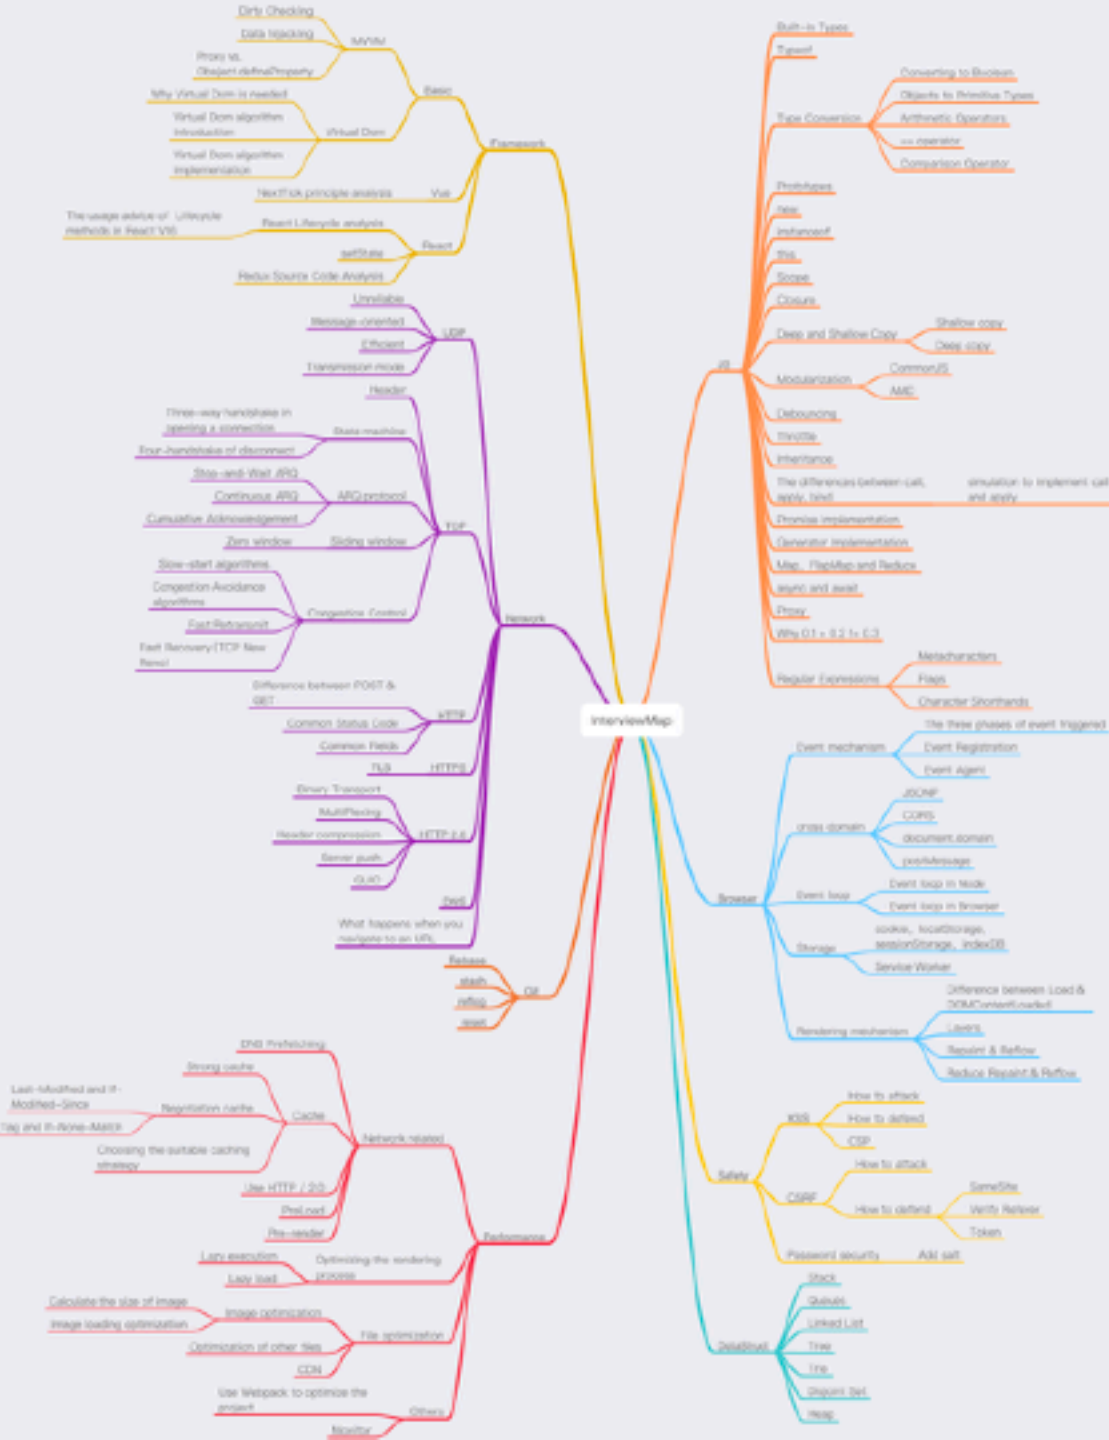 InterviewMap
Framework
Basic
MVVM
Dirty Checking
Data hijacking
Proxy vs.
Obeject.defineProperty
Virtual Dom
Why Virtual Dom is needed
Virtual Dom algorithm
introduction
Virtual Dom algorithm
implementation
Vue
NextTick principle analysis
React
React Lifecycle analysis
The usage advice of Lifecycle
methods in React V16
setState
Redux Source Code Analysis
Network
UDP
Unreliable
Message-oriented
Efficient
Transmission mode
TCP
Header
State machine
Three-way handshake in
opening a connection
Four-handshake of disconnect
ARQ protocol
Stop-and-Wait ARQ
Continuous ARQ
Cumulative Acknowledgement
Sliding window
Zero window
Congestion Control
Slow-start algorithms
Congestion Avoidance
algorithms
Fast Retransmit
Fast Recovery (TCP New
Reno)
HTTP
Difference between POST &
GET
Common Status Code
Common Fields
HTTPS
TLS
HTTP 2.0
Binary Transport
MultiPlexing
Header compression
Server push
QUIC
DNS
What happens when you
navigate to an URL
Git
Rebase
stash
reflog
reset
Performance
Network related
DNS Prefetching
Cache
Strong cache
Negotiation cache
Last-Modified and If-
Modified-Since
Tag and If-None-Match
Choosing the suitable caching
strategy
Use HTTP / 2.0
PreLoad
Pre-render
Optimizing the rendering
process
Lazy execution
Lazy load
File optimization
Image optimization
Calculate the size of image
Image loading optimization
Optimization of other files
CDN
Others
Use Webpack to optimize the
project
Monitor
JS
Built-in Types
Typeof
Type Conversion
Converting to Boolean
Objects to Primitive Types
Arithmetic Operators
== operator
Comparison Operator
Prototypes
new
instanceof
this
Scope
Closure
Deep and Shallow Copy
Shallow copy
Deep copy
Modularization
CommonJS
AMD
Debouncing
Throttle
Inheritance
The differences between call,
apply, bind
simulation to implement call
and apply
Promise implementation
Generator Implementation
Map、FlapMap and Reduce
async and await
Proxy
Why 0.1 + 0.2 != 0.3
Regular Expressions
Metacharacters
Flags
Character Shorthands
Browser
Event mechanism
The three phases of event triggered
Event Registration
Event Agent
cross domain
JSONP
CORS
document.domain
postMessage
Event loop
Event loop in Node
Event loop in Browser
Storage
cookie, localStorage,
sessionStorage, indexDB
Service Worker
Rendering mechanism
Difference between Load &
DOMContentLoaded
Layers
Repaint & Reflow
Reduce Repaint & Reflow
Safety
XSS
How to attack
How to defend
CSP
CSRF
How to attack
How to defend
SameSite
Verify Referer
Token
Password security
Add salt
DataStruct
Stack
Queues
Linked List
Tree
Trie
Disjoint Set
Heap